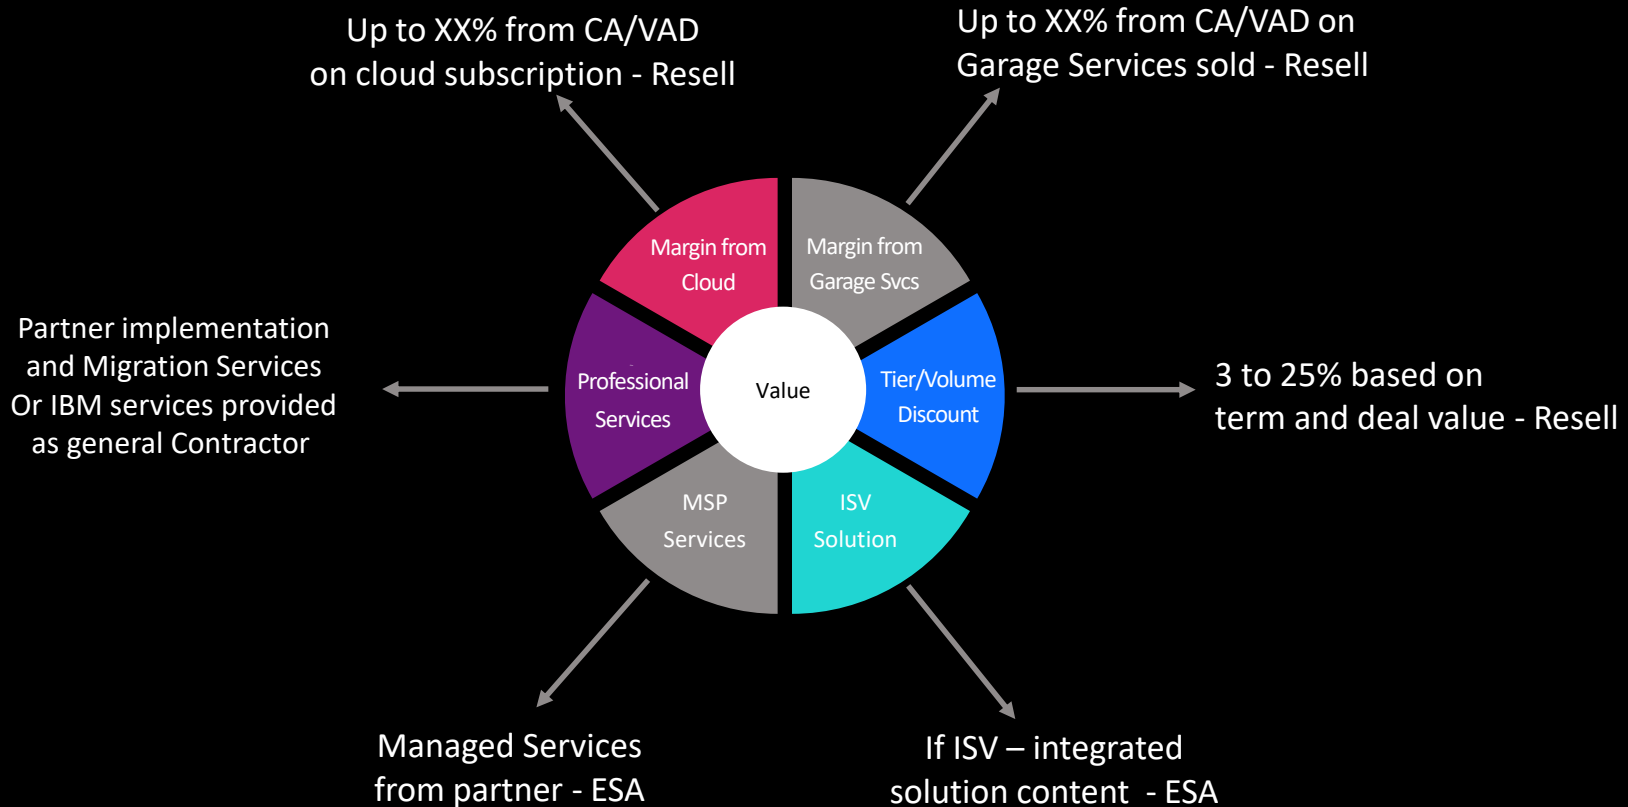 Up to XX% from CA/VAD
on cloud subscription - Resell
Up to XX% from CA/VAD on
Garage Services sold - Resell
Margin from
Cloud
Margin from
Garage Svcs
Partner implementation
and Migration Services
Or IBM services provided
as general Contractor
Professional
Services
Value
Tier/Volume
Discount
3 to 25% based on
term and deal value - Resell
MSP
Services
ISV
Solution
Managed Services
from partner - ESA
If ISV – integrated
solution content - ESA